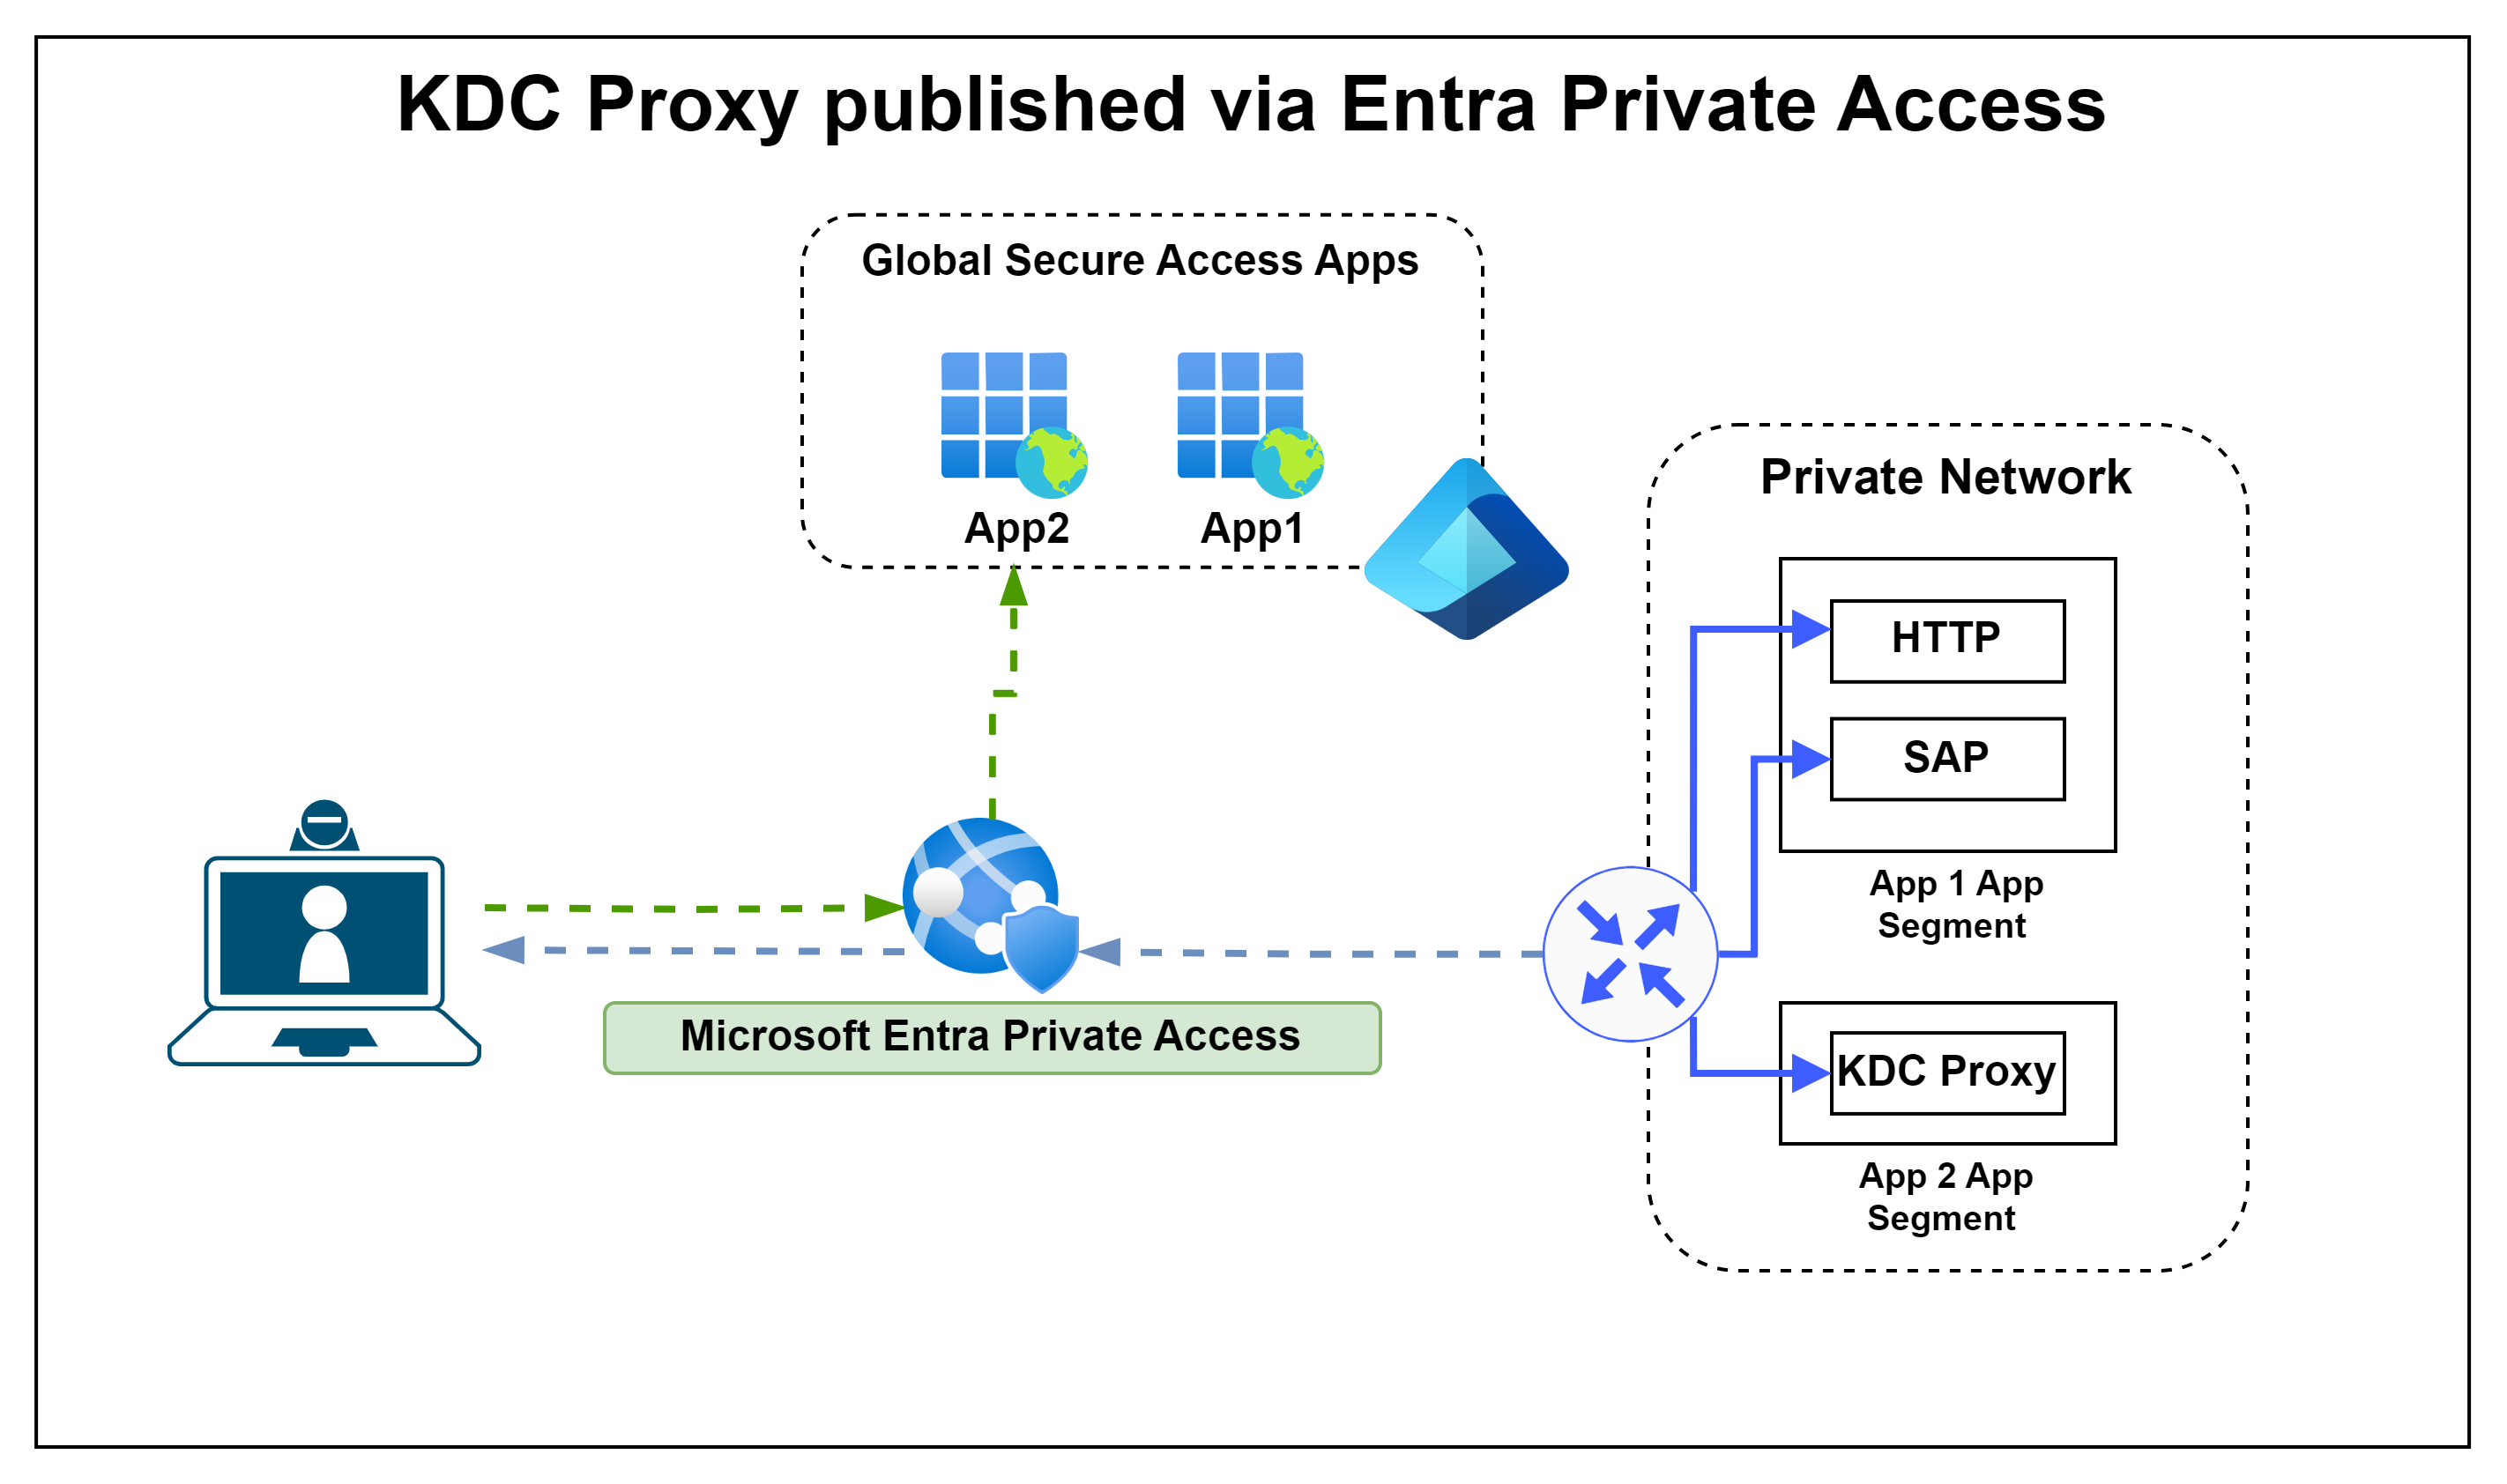 KDC Proxy published via Entra Private Access
Global Secure Access Apps
App2
App1
Private Network
HTTP
SAP
App 1 App
Segment
Microsoft Entra Private Access
KDC Proxy
App 2 App
Segment